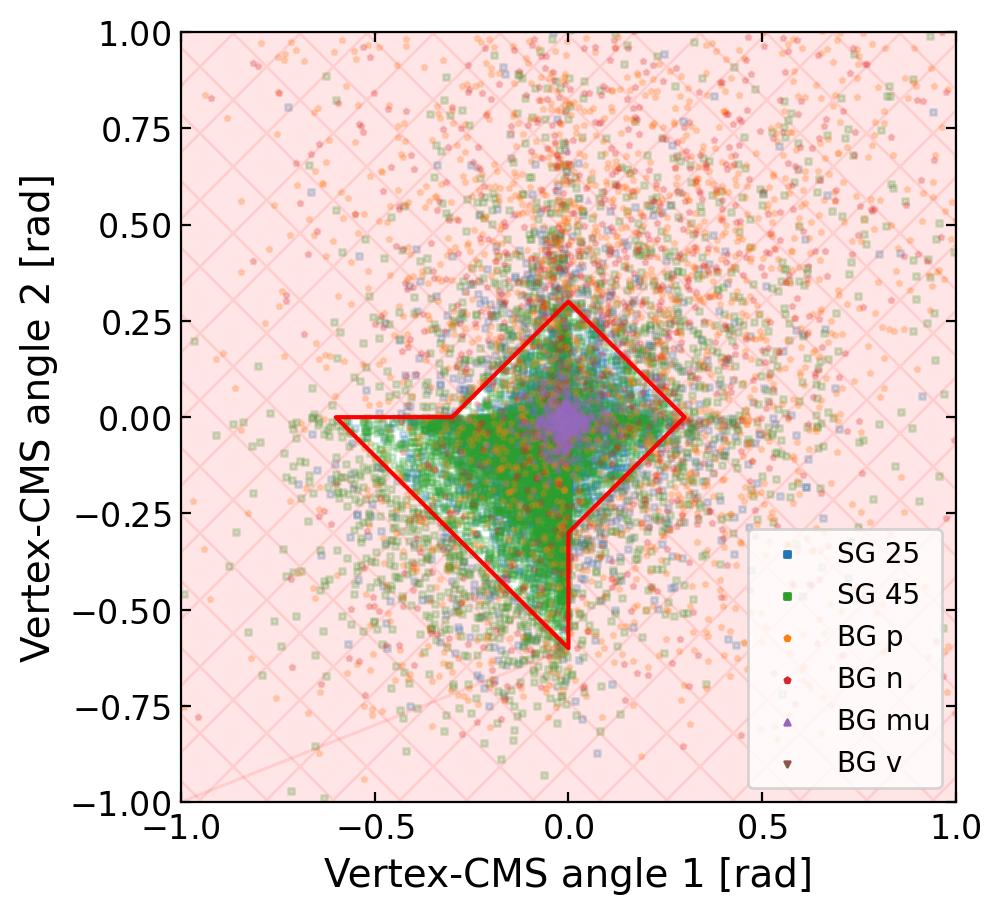 1.00
0.75
0.50
0.25
0.00
−0.25
−0.50
−0.75
−1.00
−1.0
−0.5
0.0
0.5
1.0
Vertex-CMS angle 2 [rad]
Vertex-CMS angle 1 [rad]
SG 25
SG 45
BG p
BG n
BG mu
BG v